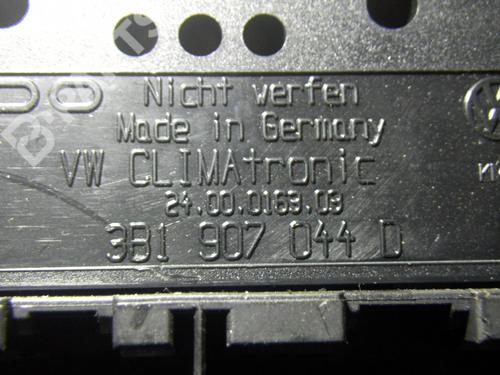 Nicht werfen
Made in Germany
VW CLIMAtronic
24.00.0169.09
3B1 907 044 D